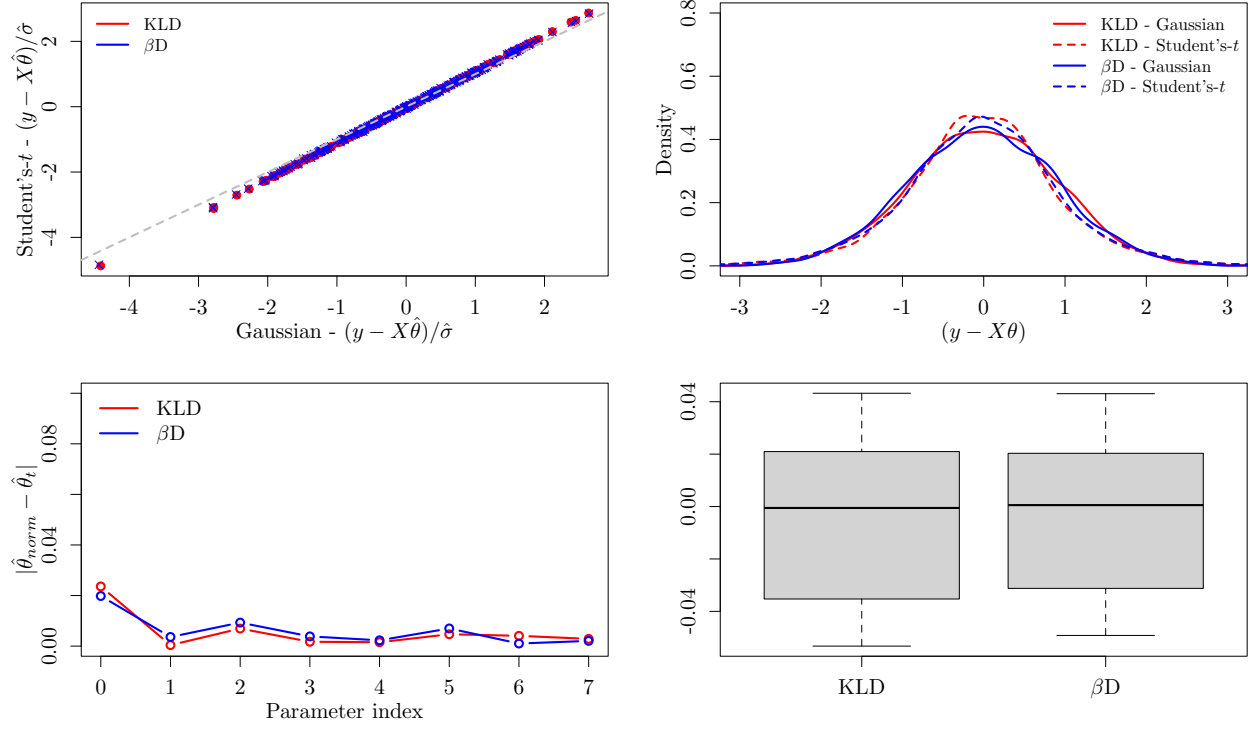 Student's-t - (y − Xθ̂)/σ̂
2
0
-2
-4
KLD
βD
-4
-3
-2
-1
0
1
2
Gaussian - (y − Xθ̂)/σ̂
Density
0.8
0.6
0.4
0.2
0.0
KLD - Gaussian
KLD - Student's-t
βD - Gaussian
βD - Student's-t
-3
-2
-1
0
1
2
3
(y − Xθ)
|θ̂norm − θ̂t|
0.08
0.04
0.00
KLD
βD
0
1
2
3
4
5
6
7
Parameter index
0.04
0.00
-0.04
KLD
βD